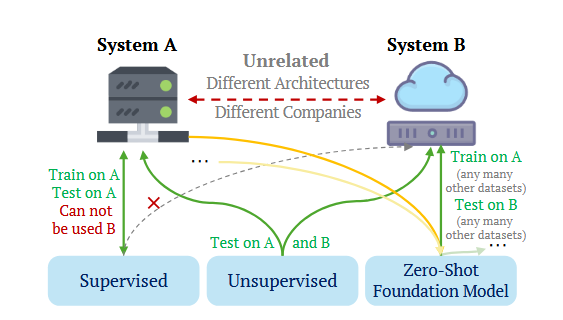 System A
System B
Unrelated
Different Architectures
Different Companies
...
Train on A
Test on A
Can not
be used B
Train on A
(any many
other datasets)
Test on B
(any many
other datasets)
...
Test on A and B
Supervised
Unsupervised
Zero-Shot
Foundation Model